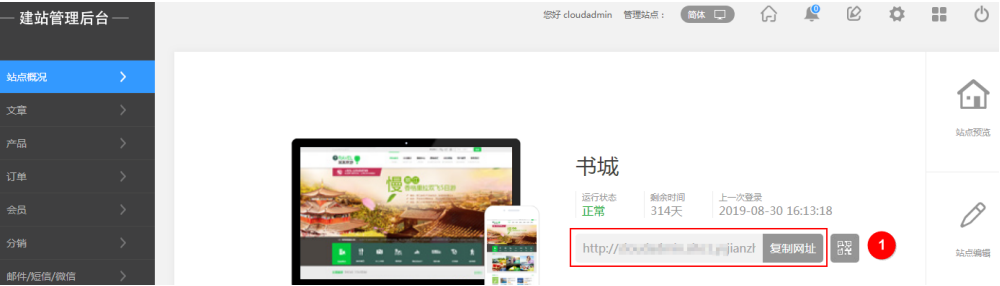 建站管理后台
您好 cloudadmin 管理站点： 简体
0
站点概况
文章
产品
订单
会员
分销
邮件/短信/微信
书城
运行状态 剩余时间 上一次登录
正常 314天 2019-08-30 16:13:18
http:// 复制网址
1
站点预览
站点编辑
慢